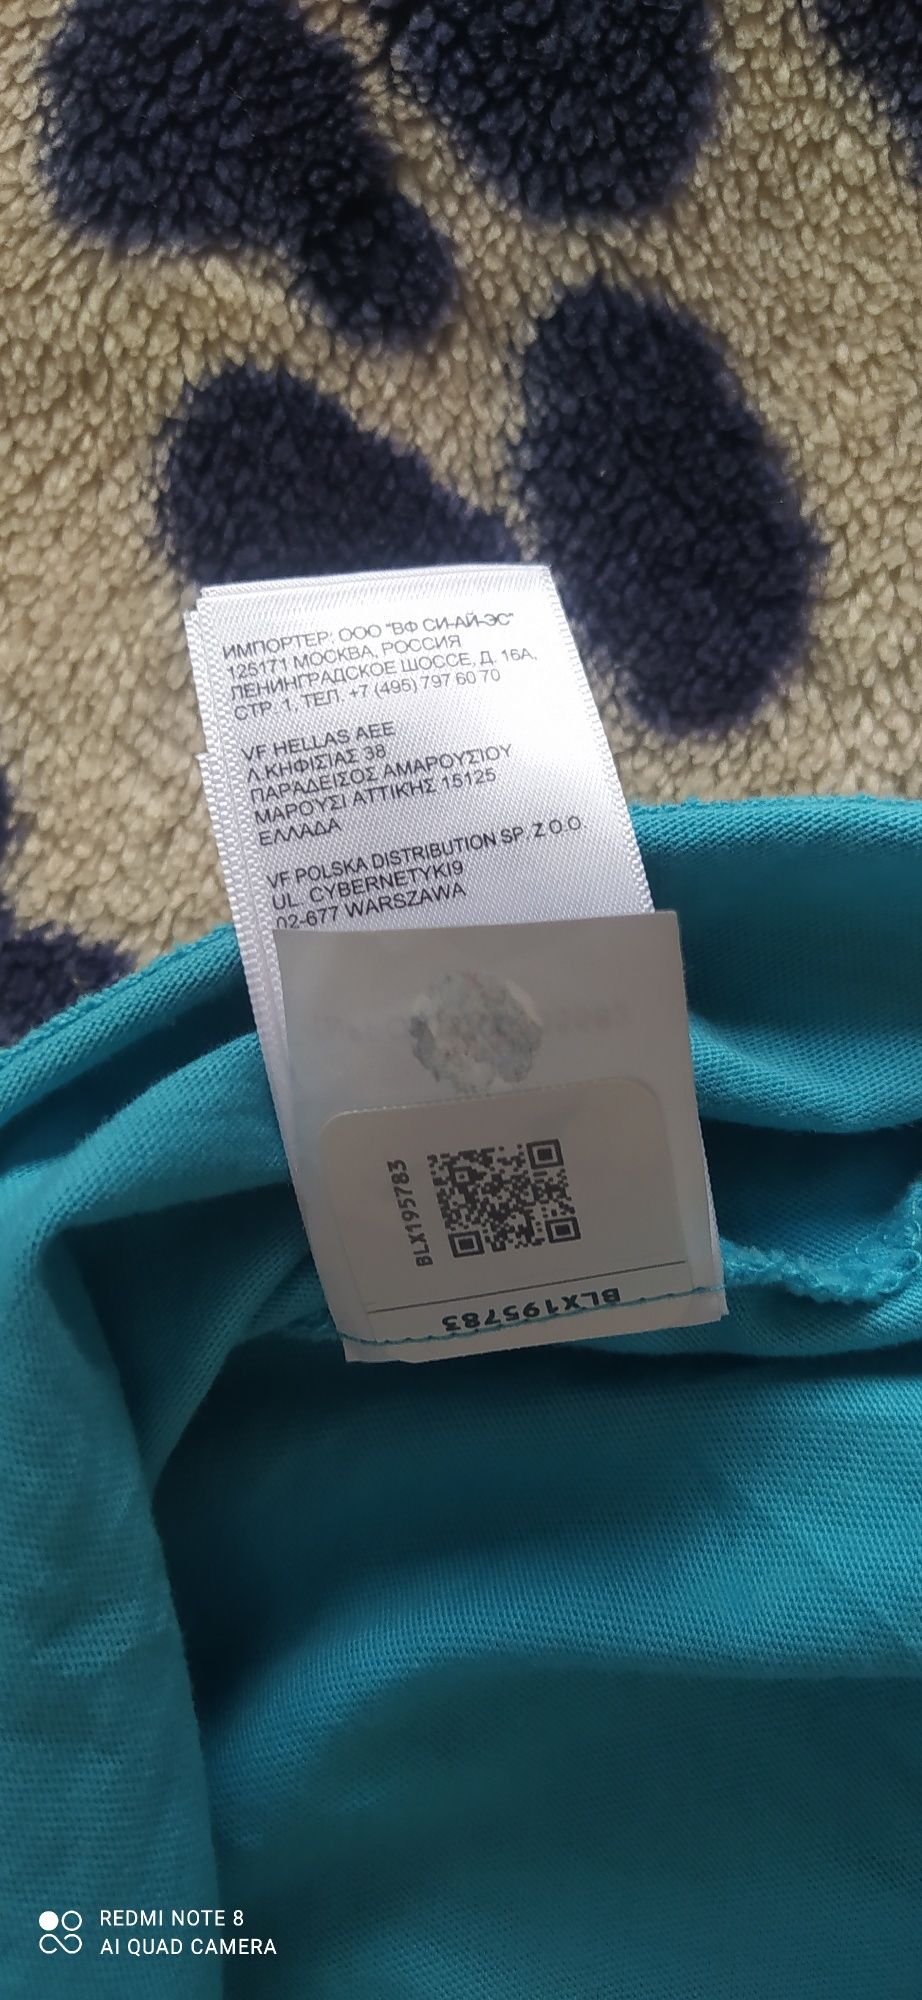 ИМПОРТЕР: ООО "ВФ СИ-АЙ-ЭС"
125171 МОСКВА, РОССИЯ
ЛЕНИНГРАДСКОЕ ШОССЕ, Д. 16А,
СТР. 1, ТЕЛ. +7 (495) 797 60 70
VF HELLAS AEE
Λ.ΚΗΦΙΣΙΑΣ 38
ΠΑΡΑΔΕΙΣΟΣ ΑΜΑΡΟΥΣΙΟΥ
ΜΑΡΟΥΣΙ ΑΤΤΙΚΗΣ 15125
ΕΛΛΑΔΑ
VF POLSKA DISTRIBUTION SP. Z O.O.
UL. CYBERNETYKI9
02-677 WARSZAWA
BLX195783
BLX195783
REDMI NOTE 8
AI QUAD CAMERA